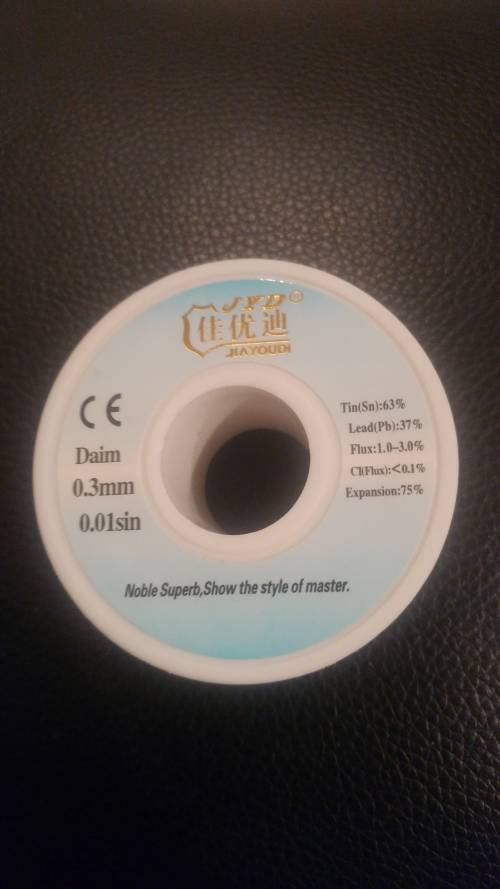 JYD®
佳优迪
JIAYOUDI
CE
Daim
0.3mm
0.01sin
Tin(Sn):63%
Lead(Pb):37%
Flux:1.0–3.0%
Cl(Flux):<0.1%
Expansion:75%
Noble Superb,Show the style of master.